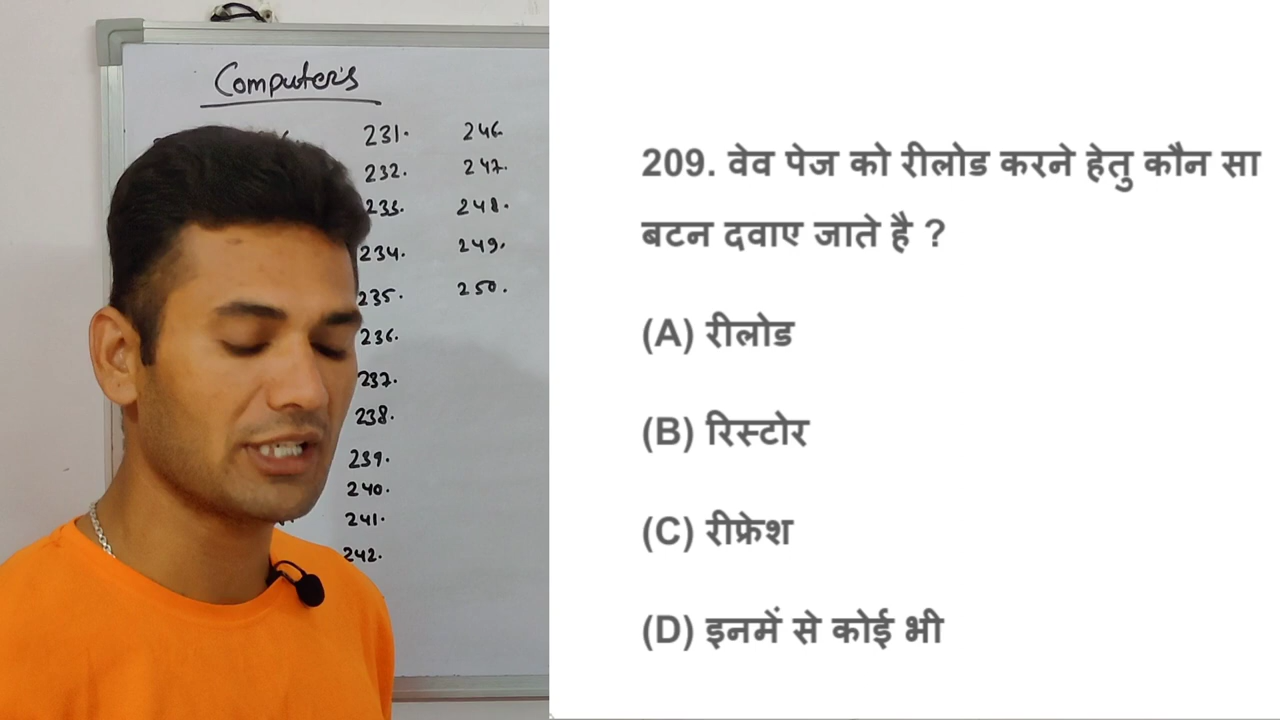 Computer's
231.
232.
233.
234.
235.
236.
237.
238.
239.
240.
241.
242.
246.
247.
248.
249.
250.
209. वेव पेज को रीलोड करने हेतु कौन सा
बटन दवाए जाते है ?
(A) रीलोड
(B) रिस्टोर
(C) रीफ्रेश
(D) इनमें से कोई भी